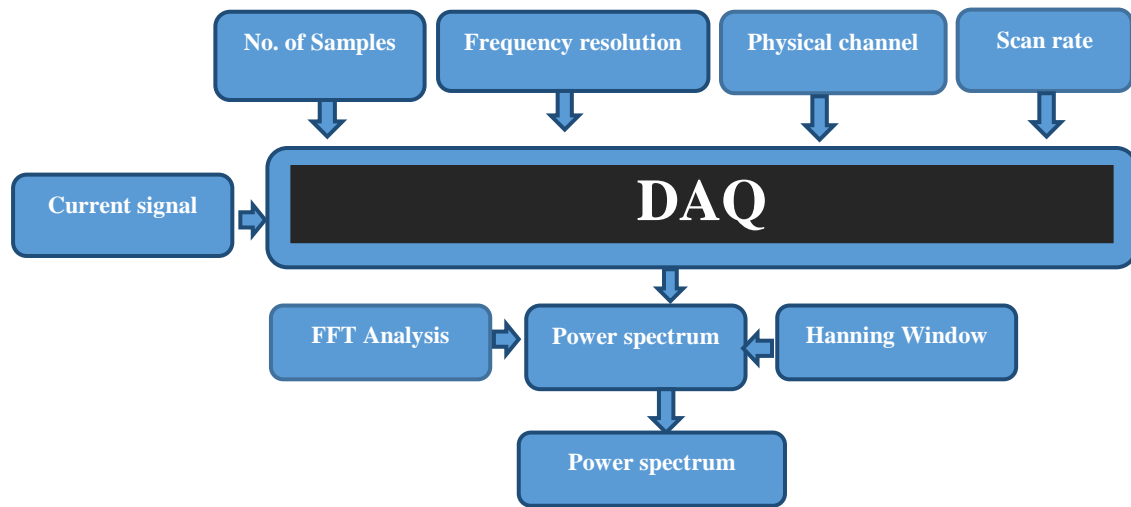 No. of Samples
Frequency resolution
Physical channel
Scan rate
Current signal
DAQ
FFT Analysis
Power spectrum
Hanning Window
Power spectrum